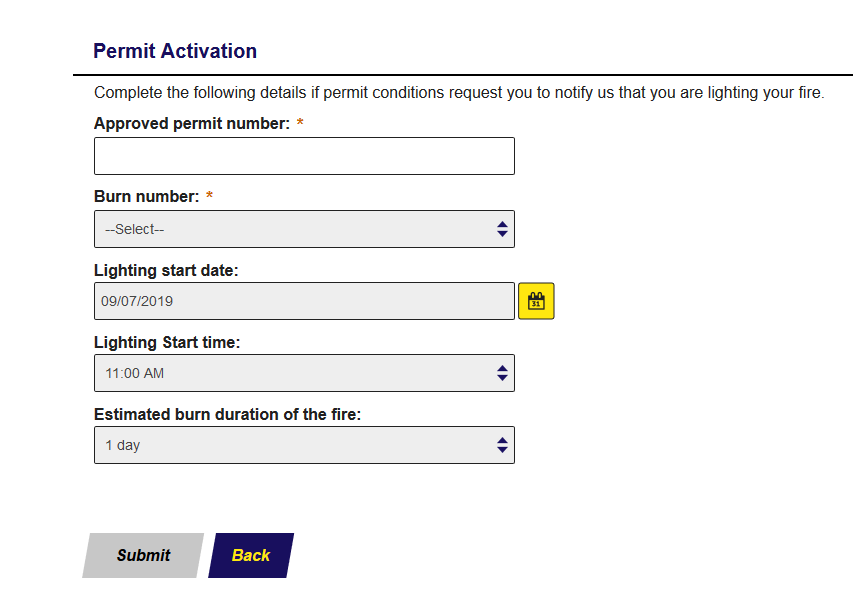 Permit Activation
Complete the following details if permit conditions request you to notify us that you are lighting your fire.
Approved permit number: *
Burn number: *
--Select--
Lighting start date:
09/07/2019
31
Lighting Start time:
11:00 AM
Estimated burn duration of the fire:
1 day
Submit
Back